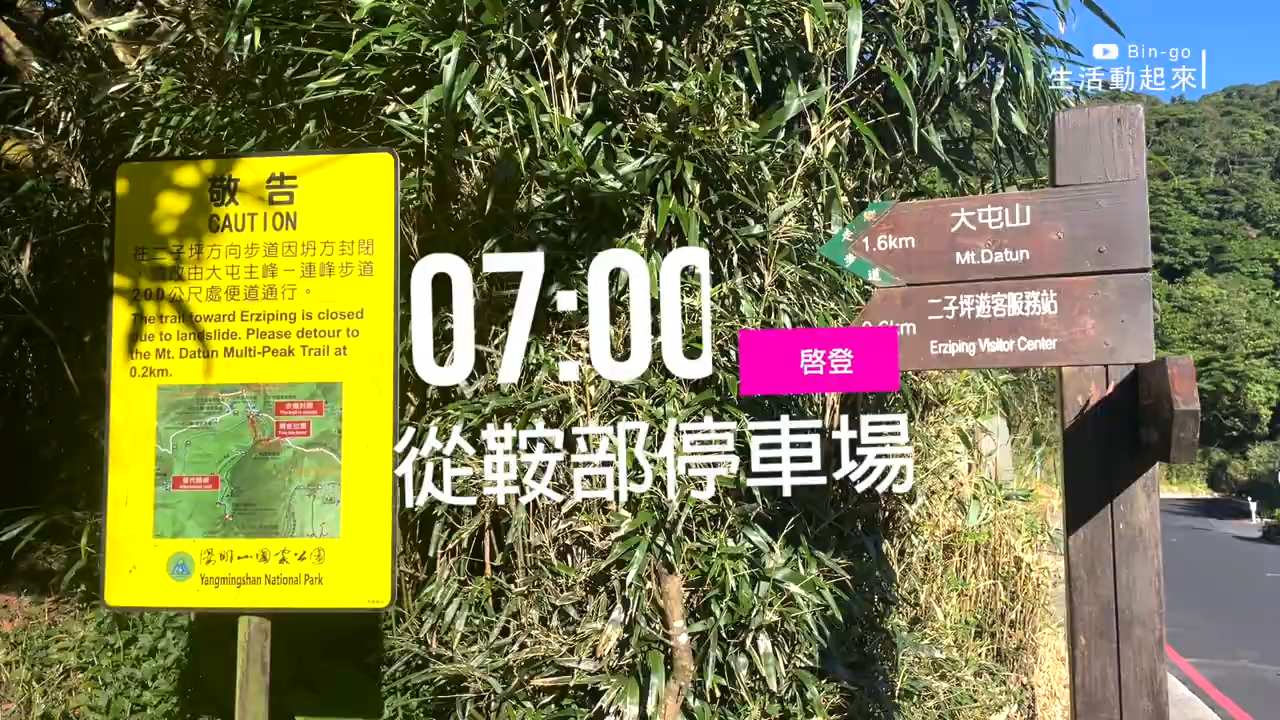 Bin-go
生活動起來
敬告
CAUTION
往二子坪方向步道因坍方封閉
，請改由大屯主峰－連峰步道
200公尺處便道通行。
The trail toward Erziping is closed
due to landslide. Please detour to
the Mt. Datun Multi-Peak Trail at
0.2km.
陽明山國家公園
Yangmingshan National Park
07:00
啓登
從鞍部停車場
大屯山
1.6km
Mt.Datun
步道
二子坪遊客服務站
0.6km
Erziping Visitor Center